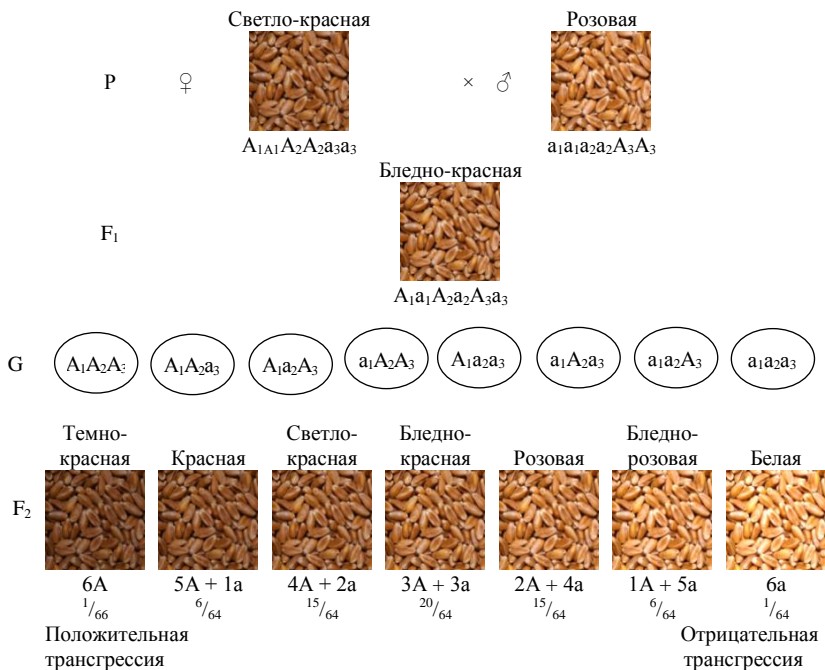 Светло-красная Розовая
P ♀ × ♂
A₁A₁A₂A₂a₃a₃ a₁a₁a₂a₂A₃A₃
Бледно-красная
F₁
A₁a₁A₂a₂A₃a₃
G A₁A₂A₃ A₁A₂a₃ A₁a₂A₃ a₁A₂A₃ A₁a₂a₃ a₁A₂a₃ a₁a₂A₃ a₁a₂a₃
Темно- Светло- Бледно- Бледно-
красная Красная красная красная Розовая розовая Белая
F₂
6A 5A + 1a 4A + 2a 3A + 3a 2A + 4a 1A + 5a 6a
1/66 6/64 15/64 20/64 15/64 6/64 1/64
Положительная Отрицательная
трансгрессия трансгрессия